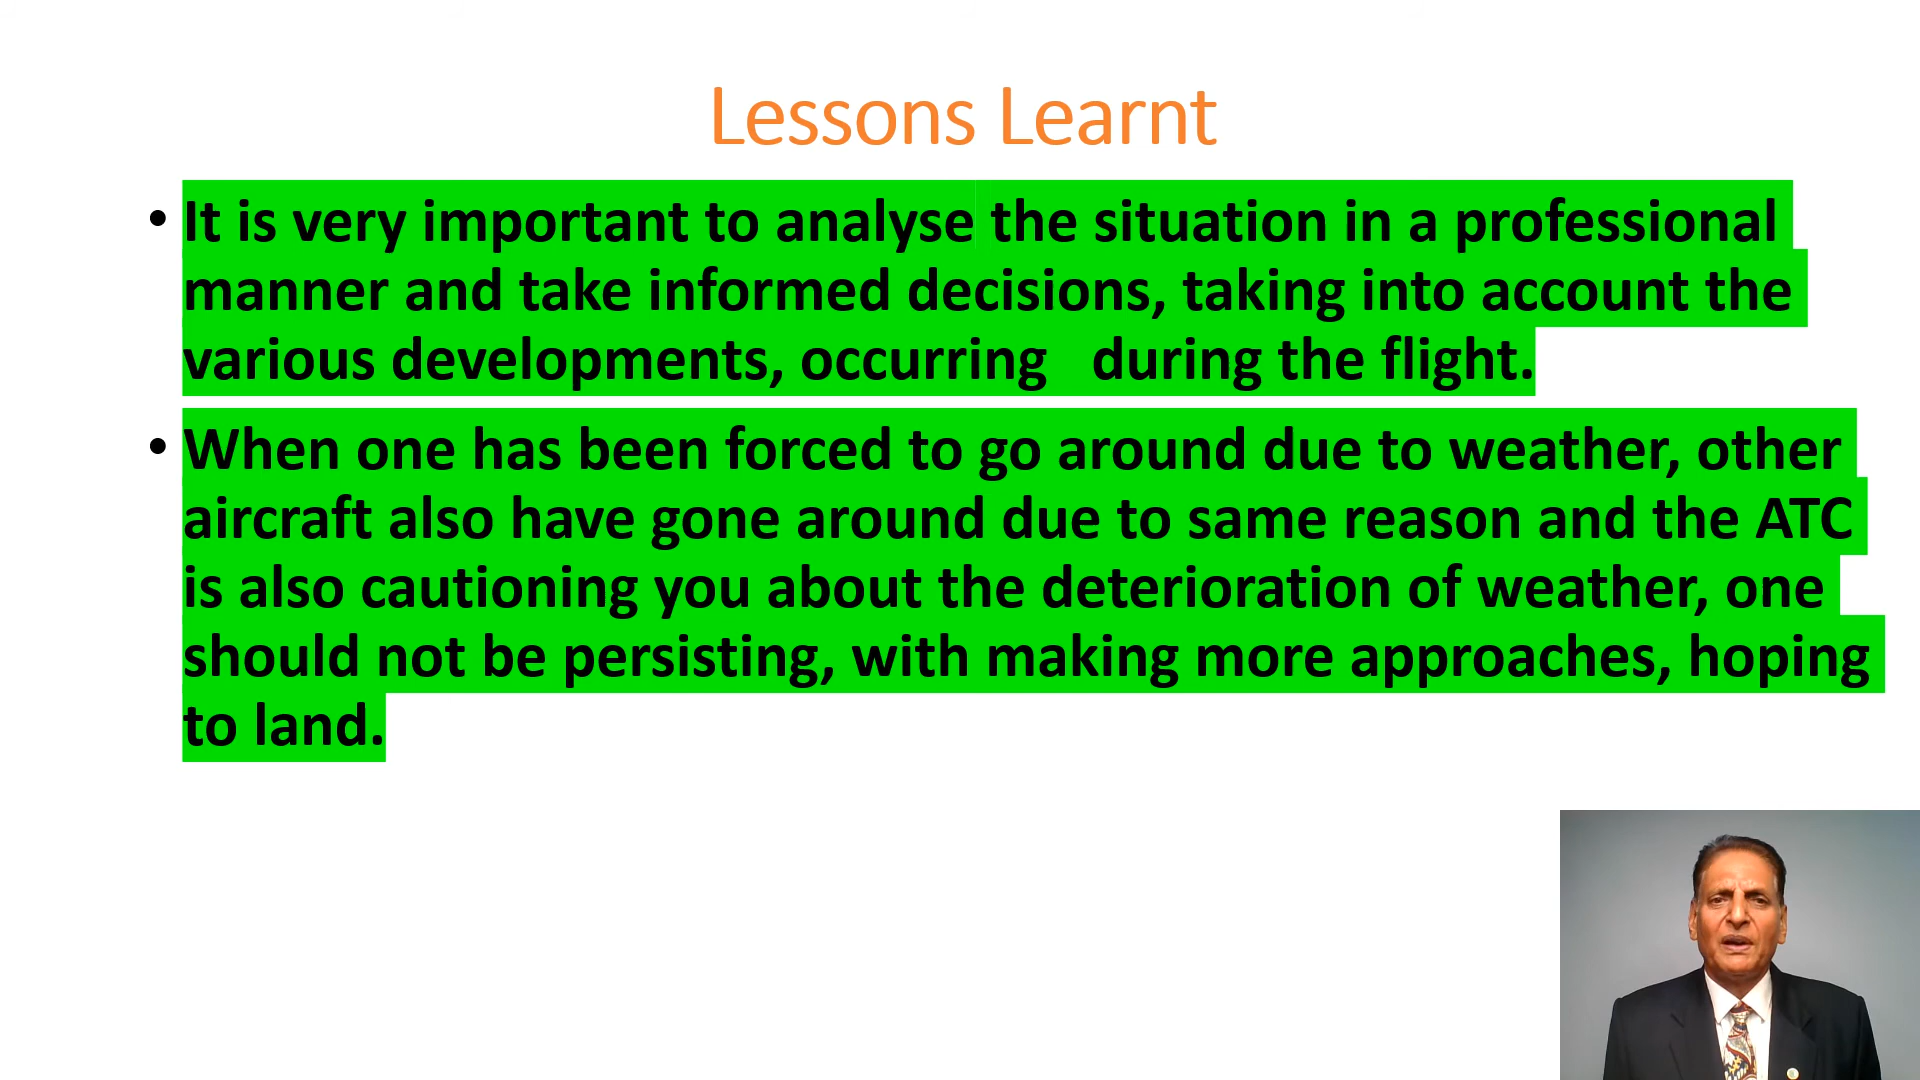 Lessons Learnt
• It is very important to analyse the situation in a professional
manner and take informed decisions, taking into account the
various developments, occurring   during the flight.
• When one has been forced to go around due to weather, other
aircraft also have gone around due to same reason and the ATC
is also cautioning you about the deterioration of weather, one
should not be persisting, with making more approaches, hoping
to land.